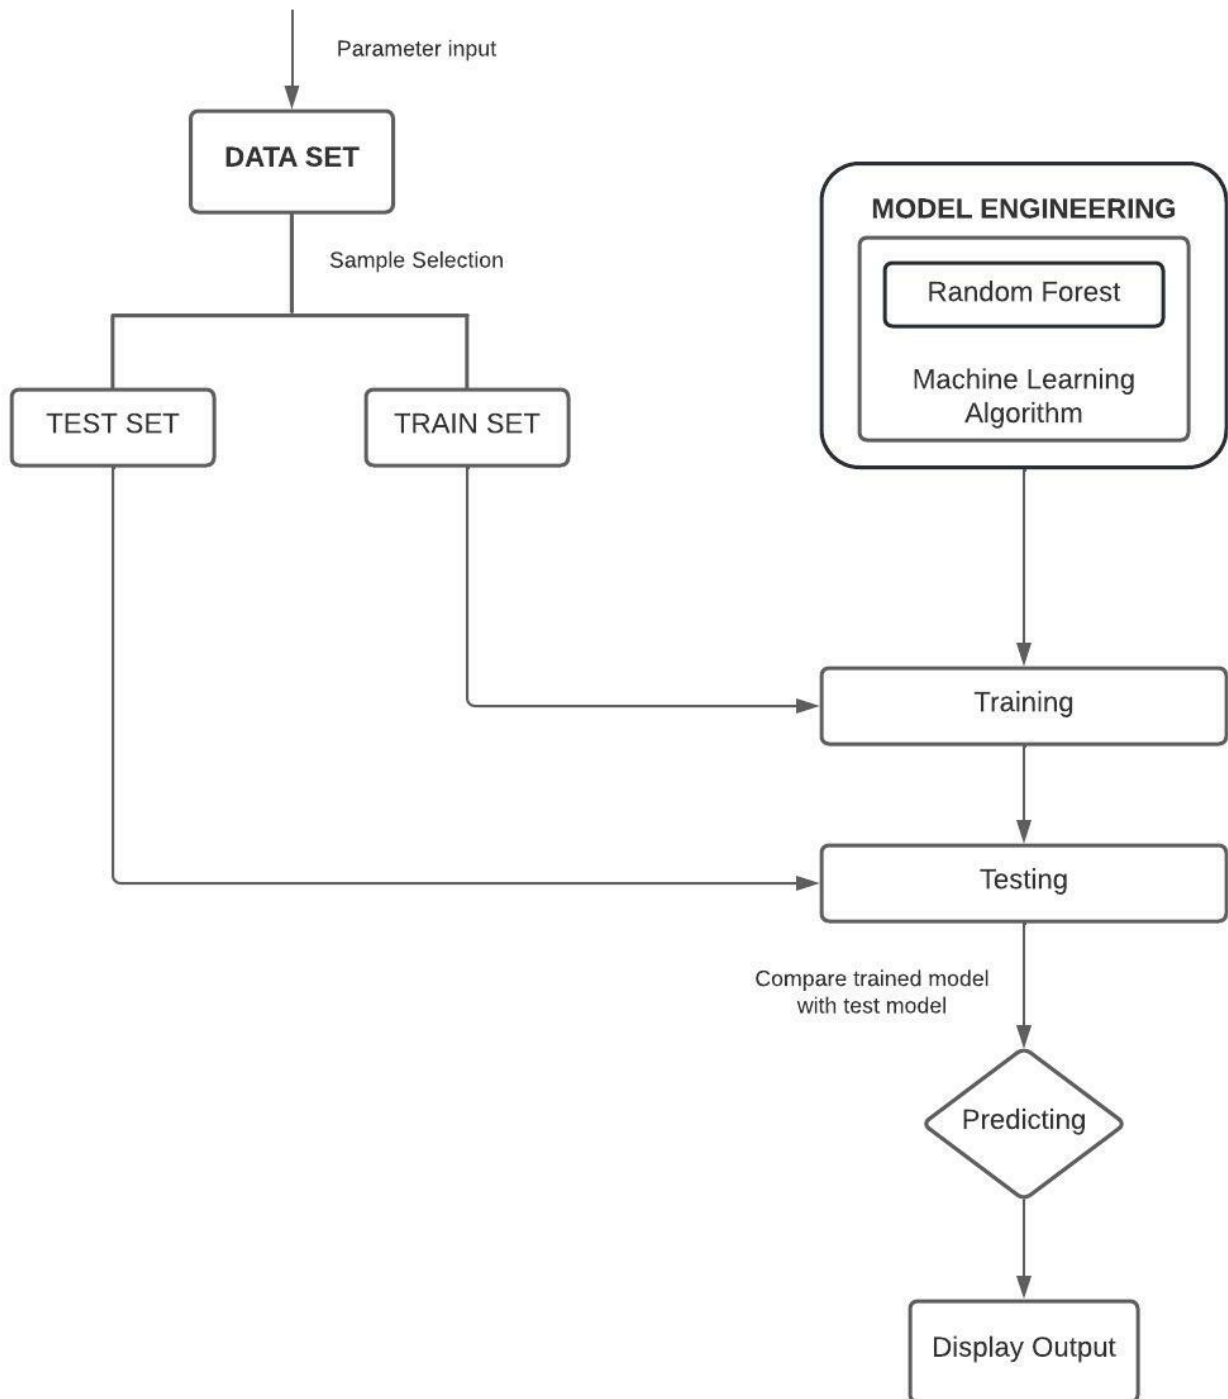 Parameter input
DATA SET
Sample Selection
TEST SET
TRAIN SET
MODEL ENGINEERING
Random Forest
Machine Learning
Algorithm
Training
Testing
Compare trained model
with test model
Predicting
Display Output